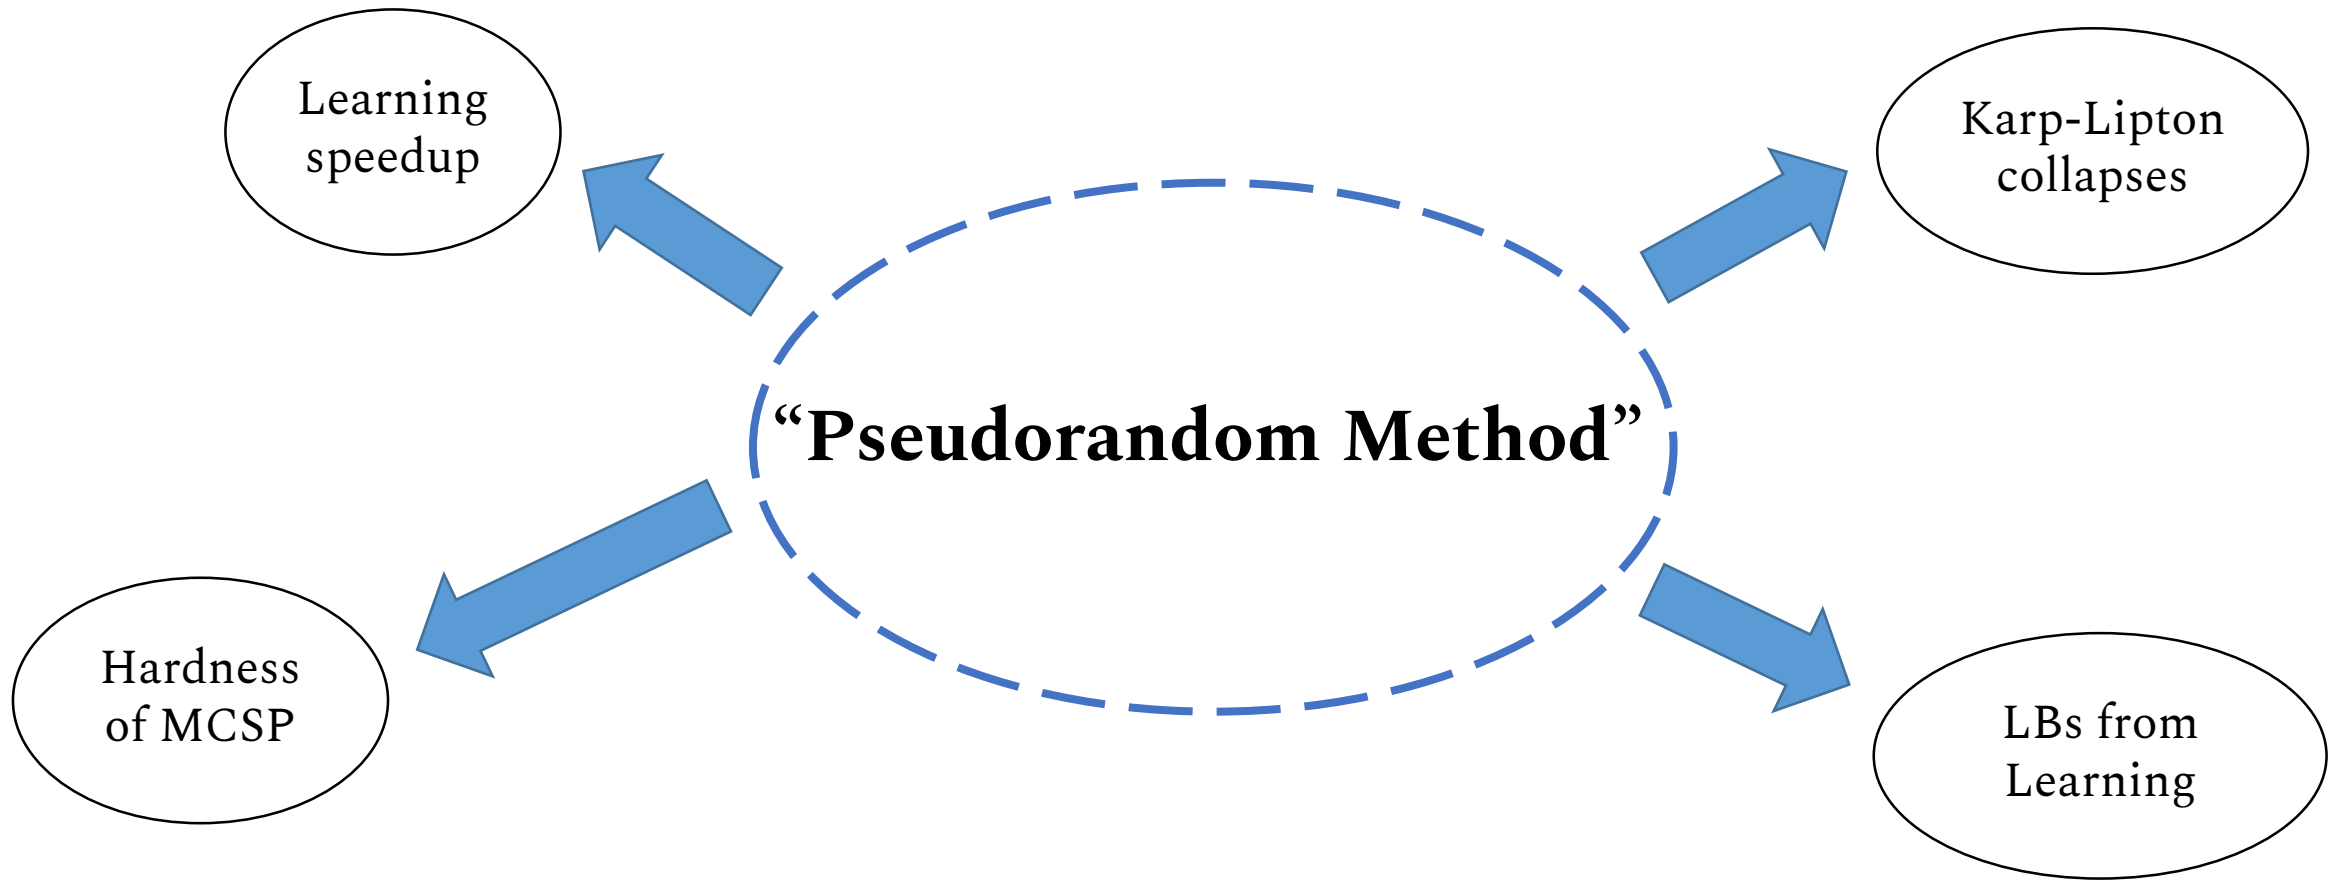 Learning
speedup
Karp-Lipton
collapses
“Pseudorandom Method”
Hardness
of MCSP
LBs from
Learning